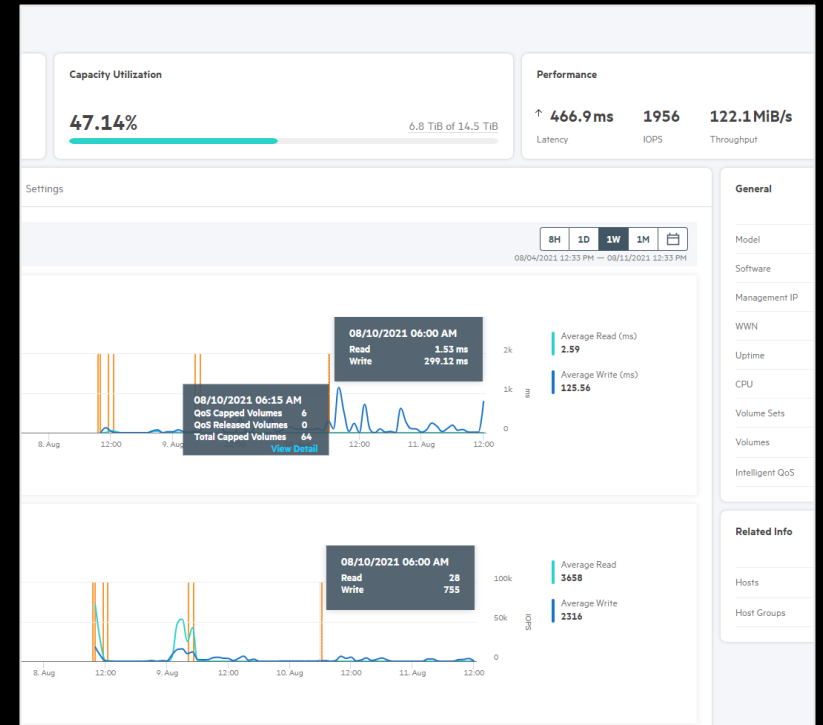 Capacity Utilization
47.14%
6.8 TiB of 14.5 TiB
Performance
↑ 466.9 ms 1956 122.1 MiB/s
Latency IOPS Throughput
Settings
8H 1D 1W 1M
08/04/2021 12:33 PM — 08/11/2021 12:33 PM
08/10/2021 06:00 AM
Read 1.53 ms
Write 299.12 ms
08/10/2021 06:15 AM
QoS Capped Volumes 6
QoS Released Volumes 0
Total Capped Volumes 64
View Detail
2k
1k
0
ms
8. Aug 12:00 9. Aug 12:00 11. Aug 12:00
Average Read (ms)
2.59
Average Write (ms)
125.56
08/10/2021 06:00 AM
Read 28
Write 755
100k
50k
0
IOPS
8. Aug 12:00 9. Aug 12:00 10. Aug 12:00 11. Aug 12:00
Average Read
3658
Average Write
2316
General
Model
Software
Management IP
WWN
Uptime
CPU
Volume Sets
Volumes
Intelligent QoS
Related Info
Hosts
Host Groups